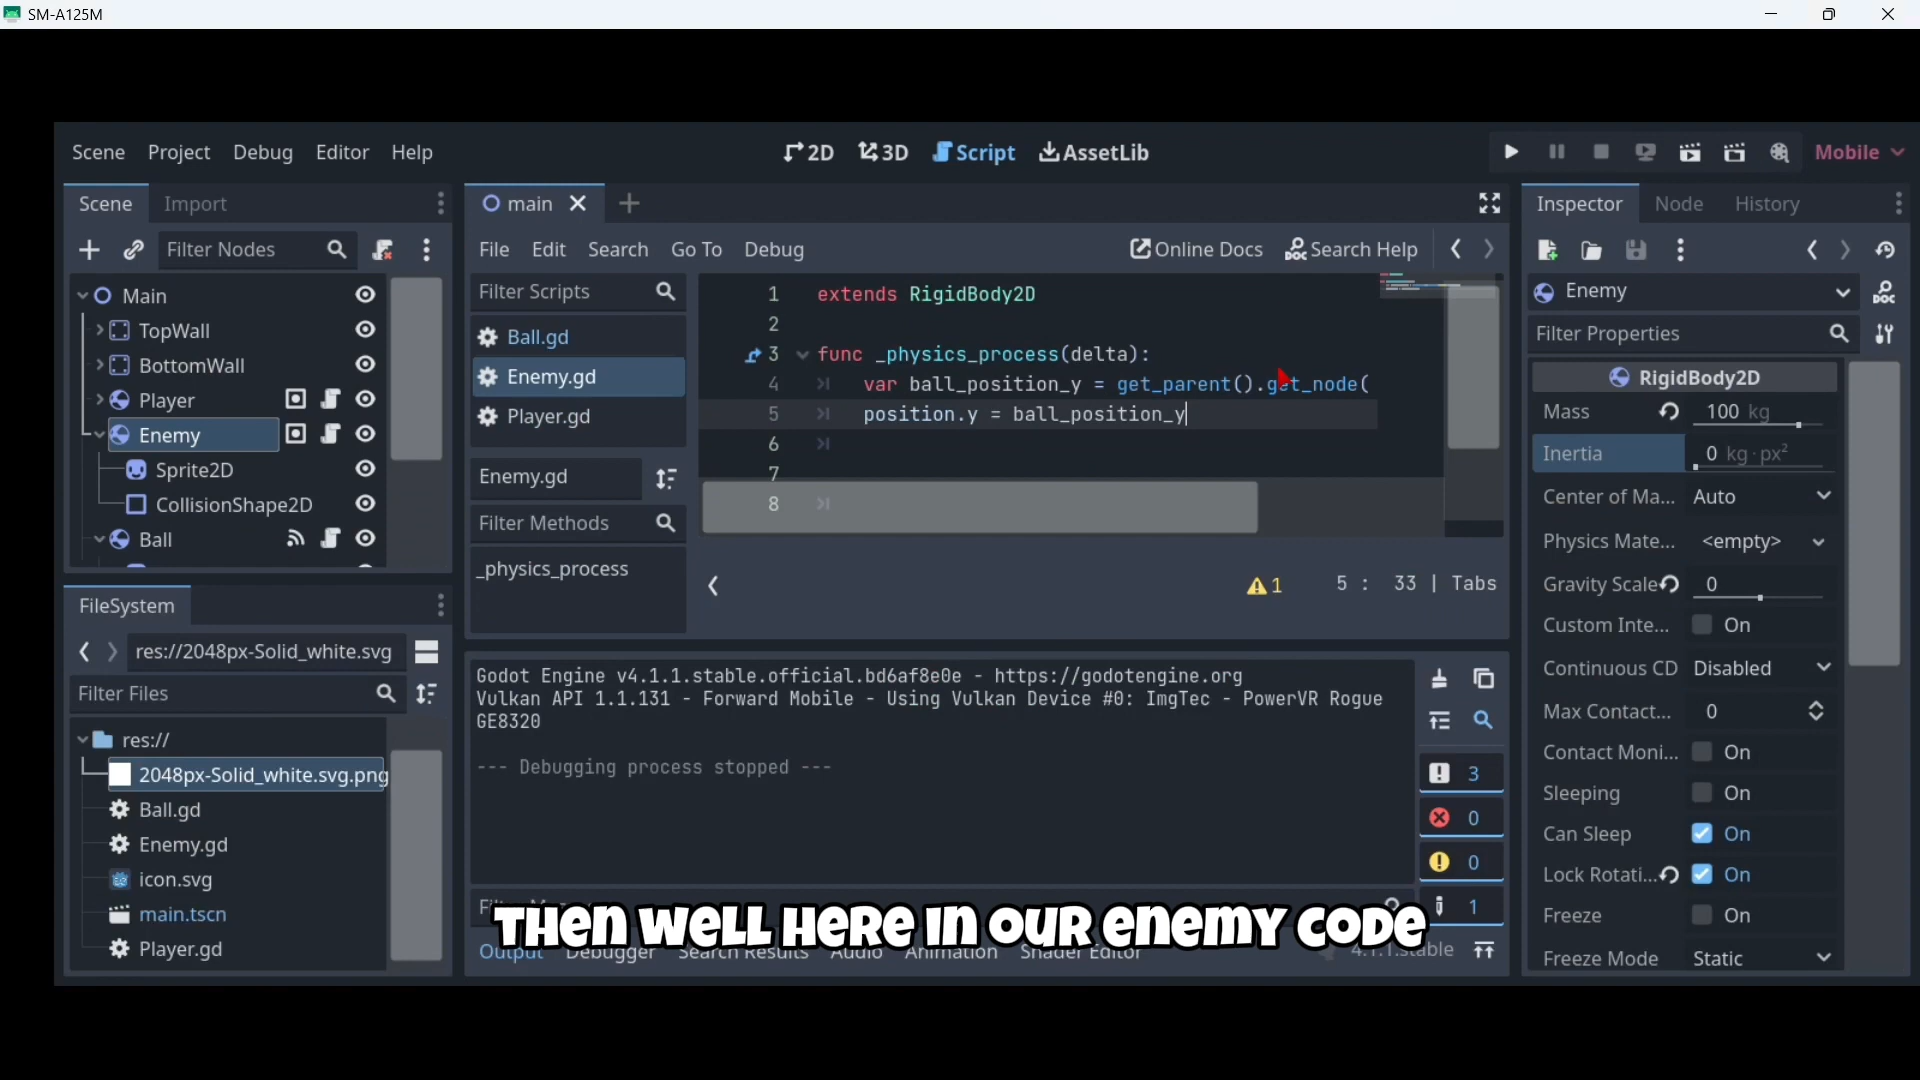 SM-A125M
Scene Project Debug Editor Help
2D 3D Script AssetLib
Mobile
Scene Import
Filter Nodes
Main
TopWall
BottomWall
Player
Enemy
Sprite2D
CollisionShape2D
Ball
FileSystem
res://2048px-Solid_white.svg
Filter Files
res://
2048px-Solid_white.svg.png
Ball.gd
Enemy.gd
icon.svg
main.tscn
Player.gd
main
File Edit Search Go To Debug
Online Docs Search Help
Filter Scripts
Ball.gd
Enemy.gd
Player.gd
Enemy.gd
Filter Methods
_physics_process
1 extends RigidBody2D
2
3 func _physics_process(delta):
4 var ball_position_y = get_parent().get_node(
5 position.y = ball_position_y
6
7
8
1 5 : 33 | Tabs
Godot Engine v4.1.1.stable.official.bd6af8e0e - https://godotengine.org
Vulkan API 1.1.131 - Forward Mobile - Using Vulkan Device #0: ImgTec - PowerVR Rogue
GE8320
--- Debugging process stopped ---
3
0
0
1
THEN WELL HERE IN OUR ENEMY CODE
Output Debugger Search Results Audio Animation Shader Editor 4.1.1.stable
Inspector Node History
Enemy
Filter Properties
RigidBody2D
Mass 100 kg
Inertia 0 kg·px²
Center of Ma... Auto
Physics Mate... <empty>
Gravity Scale 0
Custom Inte... On
Continuous CD Disabled
Max Contact... 0
Contact Moni... On
Sleeping On
Can Sleep On
Lock Rotati... On
Freeze On
Freeze Mode Static